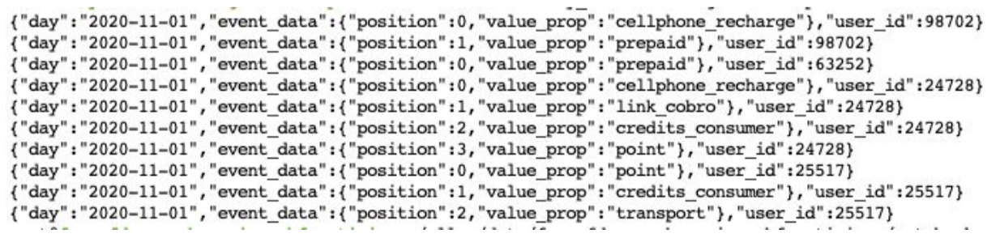 {"day":"2020-11-01","event_data":{"position":0,"value_prop":"cellphone_recharge"},"user_id":98702}
{"day":"2020-11-01","event_data":{"position":1,"value_prop":"prepaid"},"user_id":98702}
{"day":"2020-11-01","event_data":{"position":0,"value_prop":"prepaid"},"user_id":63252}
{"day":"2020-11-01","event_data":{"position":0,"value_prop":"cellphone_recharge"},"user_id":24728}
{"day":"2020-11-01","event_data":{"position":1,"value_prop":"link_cobro"},"user_id":24728}
{"day":"2020-11-01","event_data":{"position":2,"value_prop":"credits_consumer"},"user_id":24728}
{"day":"2020-11-01","event_data":{"position":3,"value_prop":"point"},"user_id":24728}
{"day":"2020-11-01","event_data":{"position":0,"value_prop":"point"},"user_id":25517}
{"day":"2020-11-01","event_data":{"position":1,"value_prop":"credits_consumer"},"user_id":25517}
{"day":"2020-11-01","event_data":{"position":2,"value_prop":"transport"},"user_id":25517}